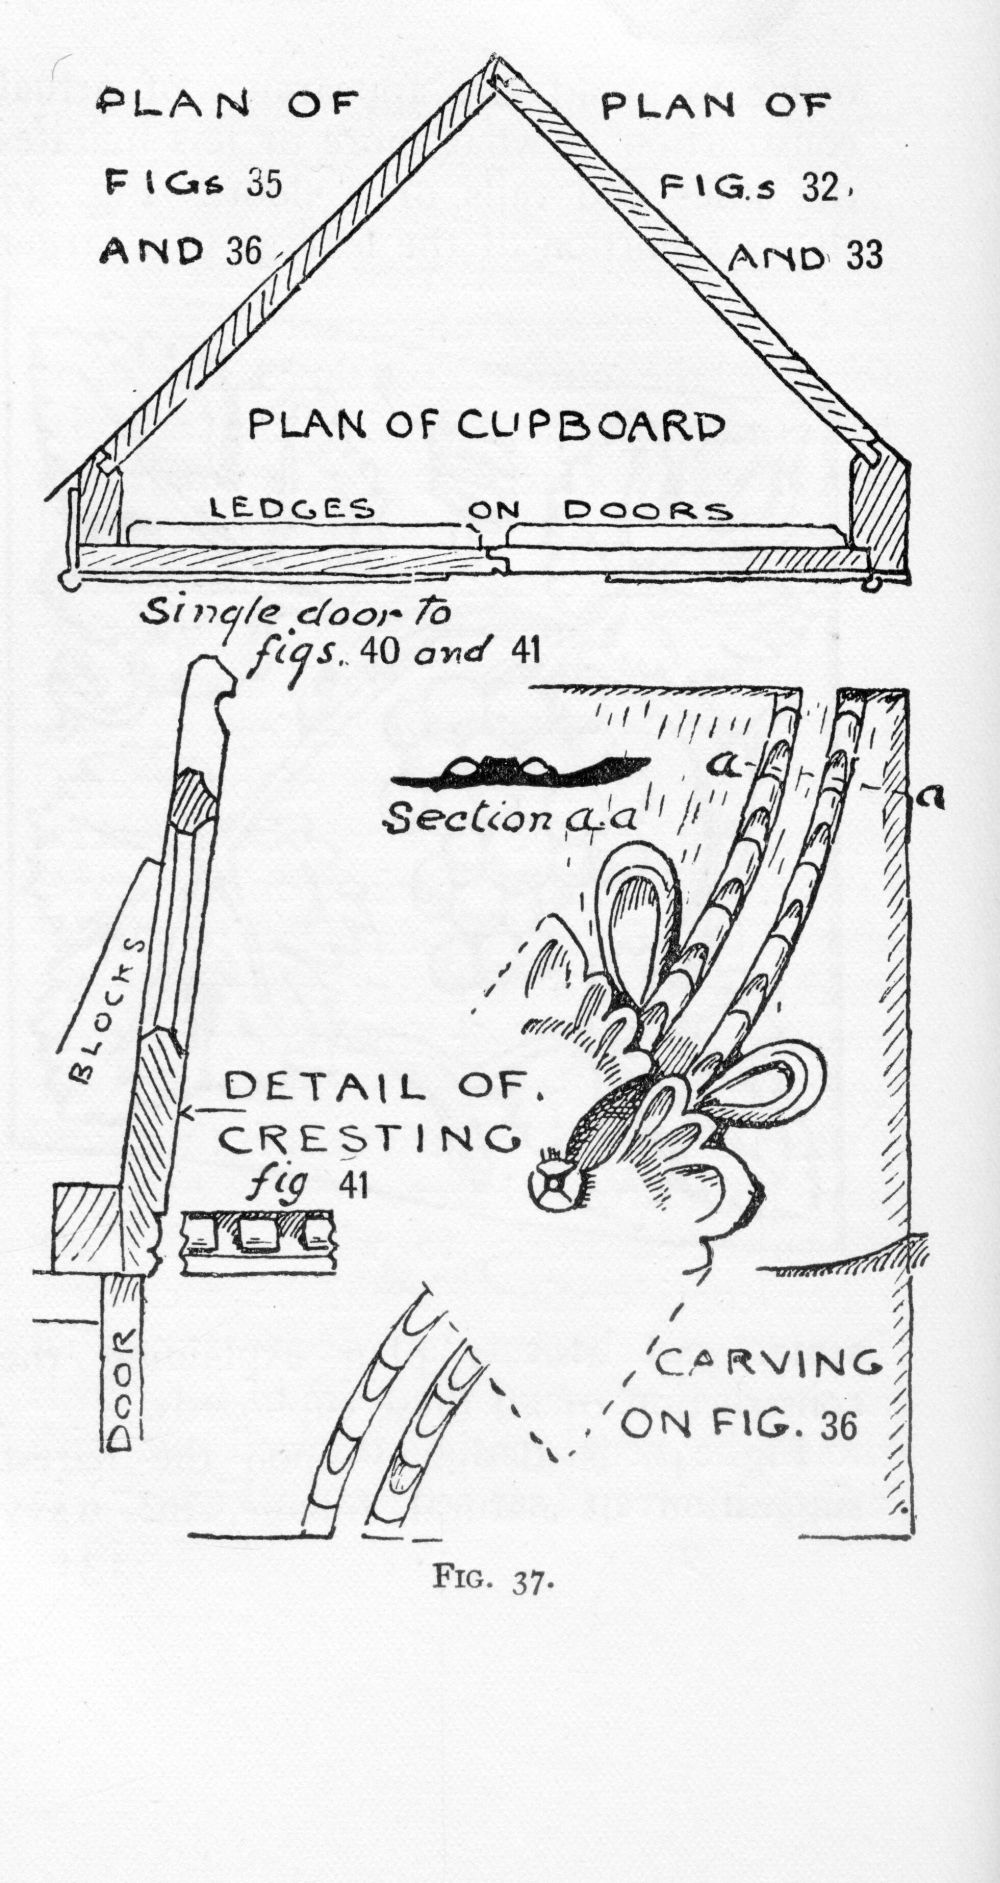 PLAN OF
FIGs 35
AND 36
PLAN OF
FIG.s 32,
AND 33
PLAN OF CUPBOARD
LEDGES ON DOORS
Single door to
figs. 40 and 41
a
a
Section a.a
BLOCKS
DETAIL OF.
CRESTING
fig 41
DOOR
CARVING
ON FIG. 36
FIG. 37.